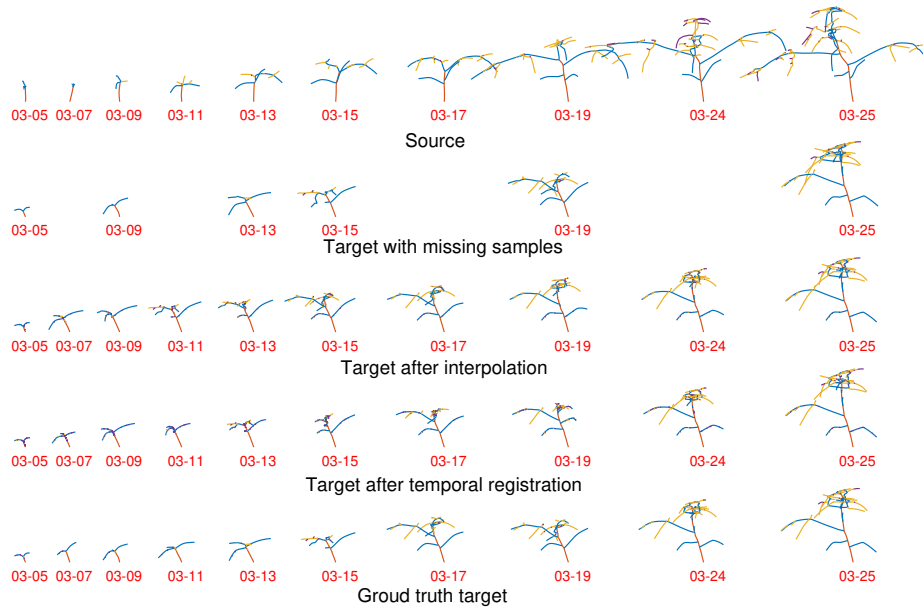 03-05 03-07 03-09 03-11 03-13 03-15 03-17 03-19 03-24 03-25
Source
03-05 03-09 03-13 03-15 03-19 03-25
Target with missing samples
03-05 03-07 03-09 03-11 03-13 03-15 03-17 03-19 03-24 03-25
Target after interpolation
03-05 03-07 03-09 03-11 03-13 03-15 03-17 03-19 03-24 03-25
Target after temporal registration
03-05 03-07 03-09 03-11 03-13 03-15 03-17 03-19 03-24 03-25
Groud truth target